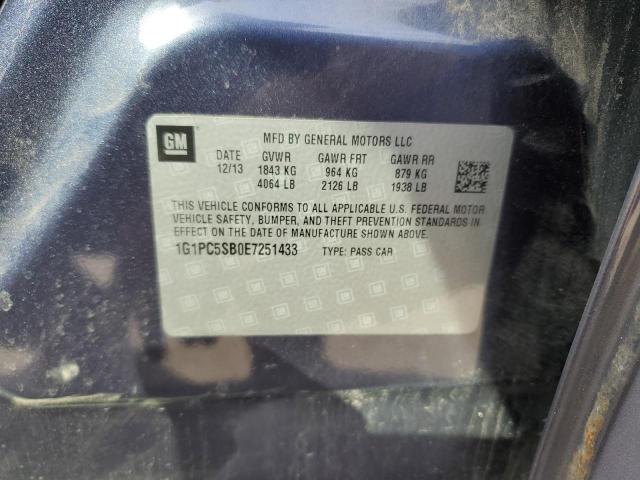 GM
MFD BY GENERAL MOTORS LLC
DATE GVWR GAWR FRT GAWR RR
12/13 1843 KG 964 KG 879 KG
4064 LB 2126 LB 1938 LB
THIS VEHICLE CONFORMS TO ALL APPLICABLE U.S. FEDERAL MOTOR
VEHICLE SAFETY, BUMPER, AND THEFT PREVENTION STANDARDS
IN EFFECT ON THE DATE OF MANUFACTURE SHOWN ABOVE.
1G1PC5SB0E7251433 TYPE: PASS CAR